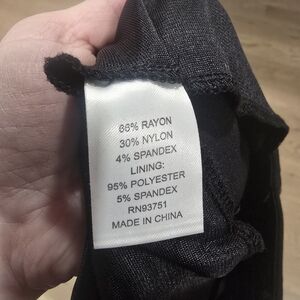 66% RAYON
30% NYLON
4% SPANDEX
LINING:
95% POLYESTER
5% SPANDEX
RN93751
MADE IN CHINA